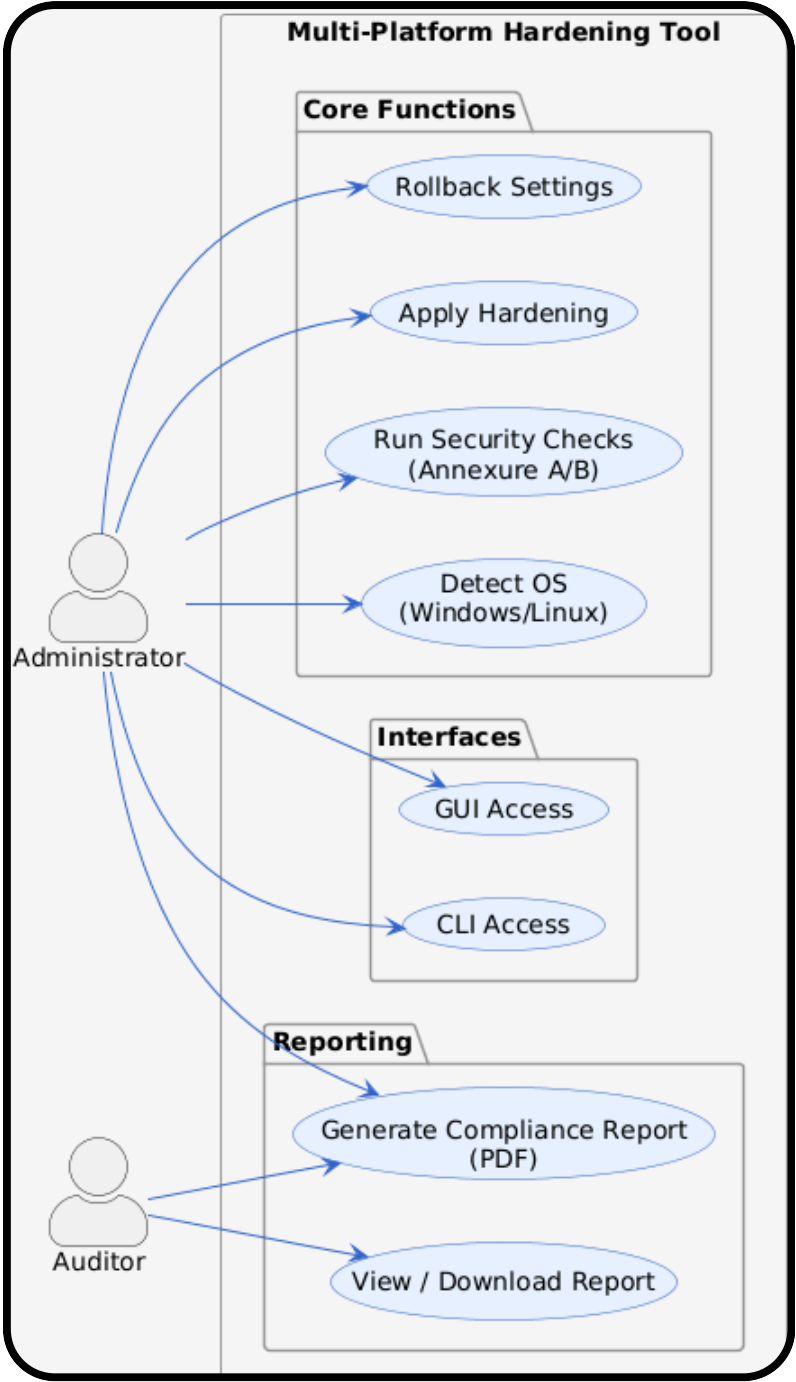 Multi-Platform Hardening Tool
Core Functions
Rollback Settings
Apply Hardening
Run Security Checks
(Annexure A/B)
Detect OS
(Windows/Linux)
Administrator
Interfaces
GUI Access
CLI Access
Reporting
Generate Compliance Report
(PDF)
Auditor
View / Download Report